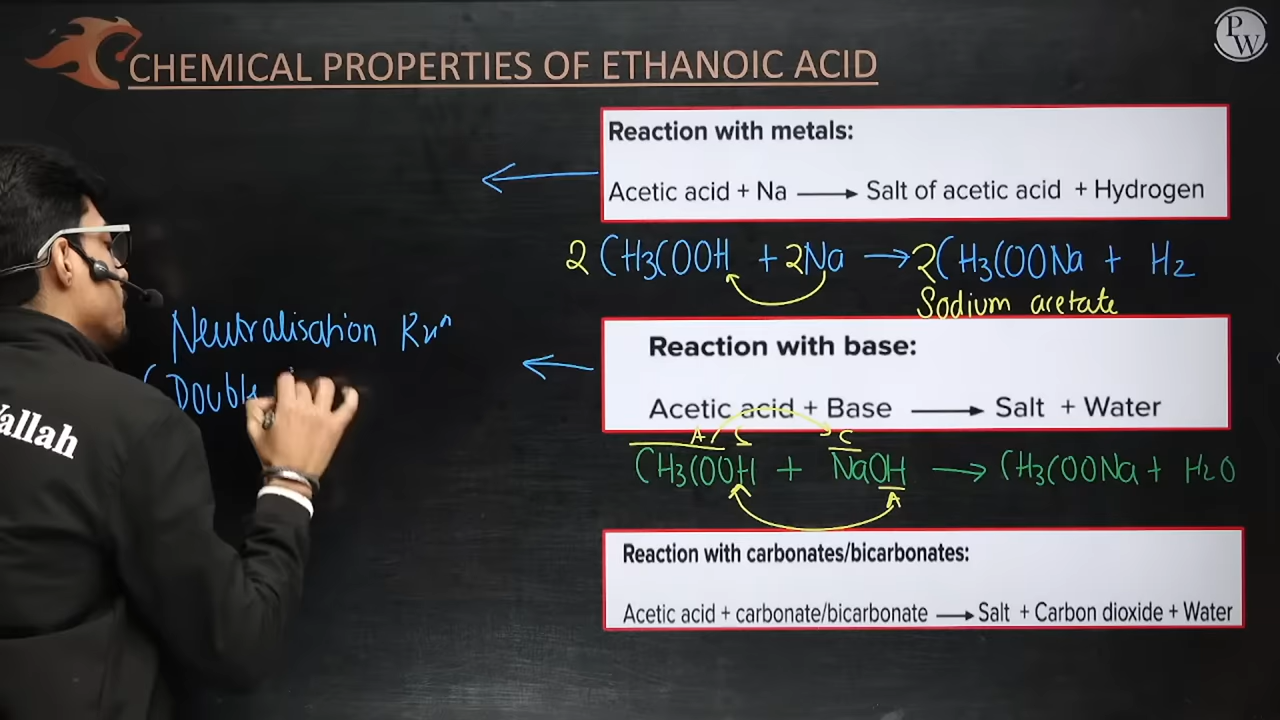 CHEMICAL PROPERTIES OF ETHANOIC ACID
PW
Reaction with metals:
Acetic acid + Na ⟶ Salt of acetic acid + Hydrogen
2 CH3COOH + 2Na → 2CH3COONa + H2
Sodium acetate
Neutralisation Rxn
(Double
Reaction with base:
Acetic acid + Base ⟶ Salt + Water
A C C
CH3COOH + NaOH → CH3COONa + H2O
A
Reaction with carbonates/bicarbonates:
Acetic acid + carbonate/bicarbonate ⟶ Salt + Carbon dioxide + Water
allah